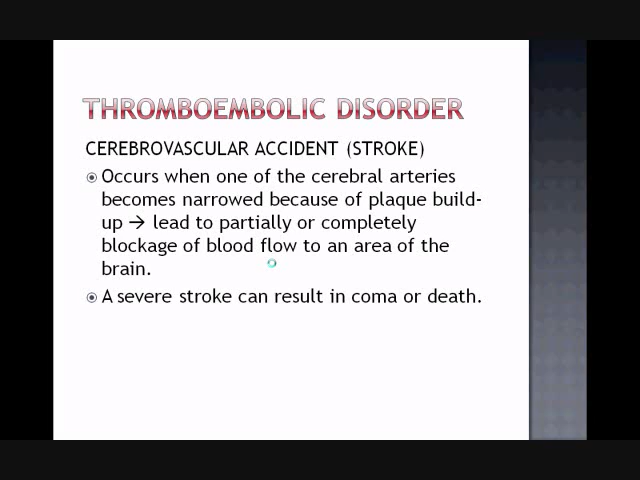 THROMBOEMBOLIC DISORDER
CEREBROVASCULAR ACCIDENT (STROKE)
Occurs when one of the cerebral arteries
becomes narrowed because of plaque build-
up → lead to partially or completely
blockage of blood flow to an area of the
brain.
A severe stroke can result in coma or death.